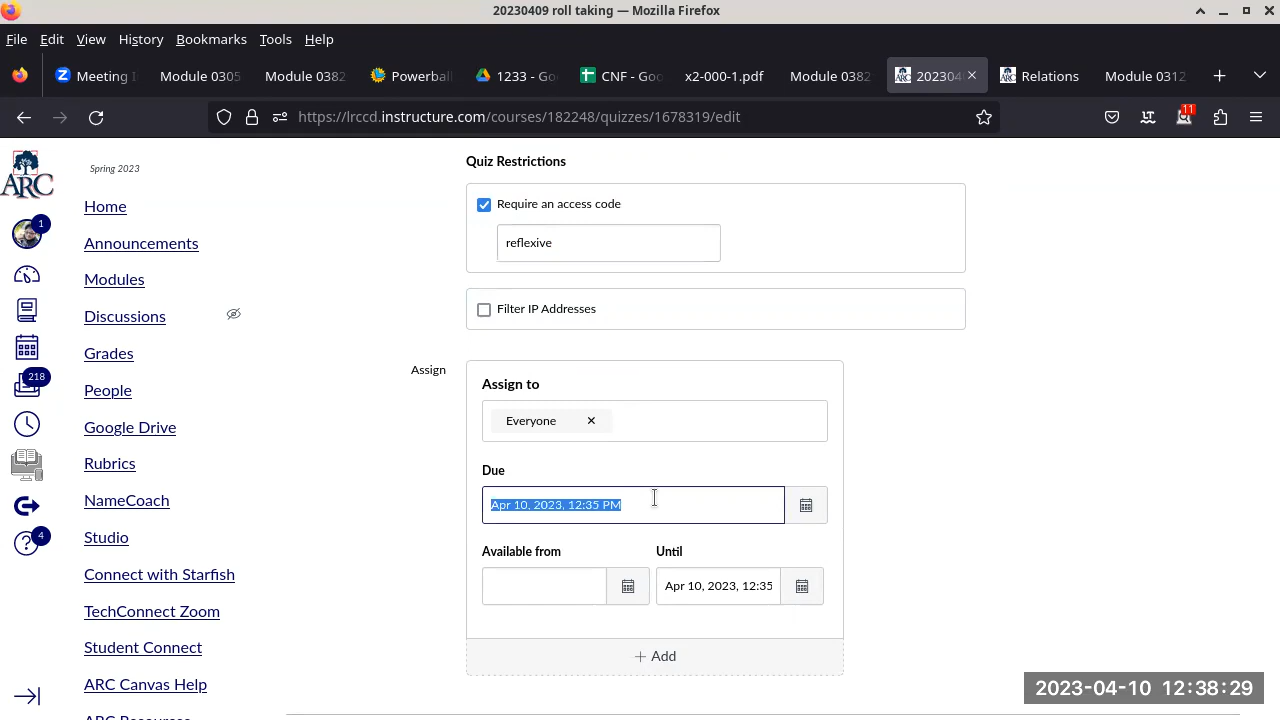 20230409 roll taking — Mozilla Firefox
File Edit View History Bookmarks Tools Help
Meeting Module 0305 Module 0382 Powerball 1233 - Go CNF - Goo x2-000-1.pdf Module 0382 202304 Relations Module 0312
https://lrccd.instructure.com/courses/182248/quizzes/1678319/edit
11
ARC
Spring 2023
1
218
4
Home
Announcements
Modules
Discussions
Grades
People
Google Drive
Rubrics
NameCoach
Studio
Connect with Starfish
TechConnect Zoom
Student Connect
ARC Canvas Help
ARC Resources
Quiz Restrictions
Require an access code
reflexive
Filter IP Addresses
Assign
Assign to
Everyone
Due
Apr 10, 2023, 12:35 PM
Available from Until
Apr 10, 2023, 12:35
+ Add
2023-04-10 12:38:29